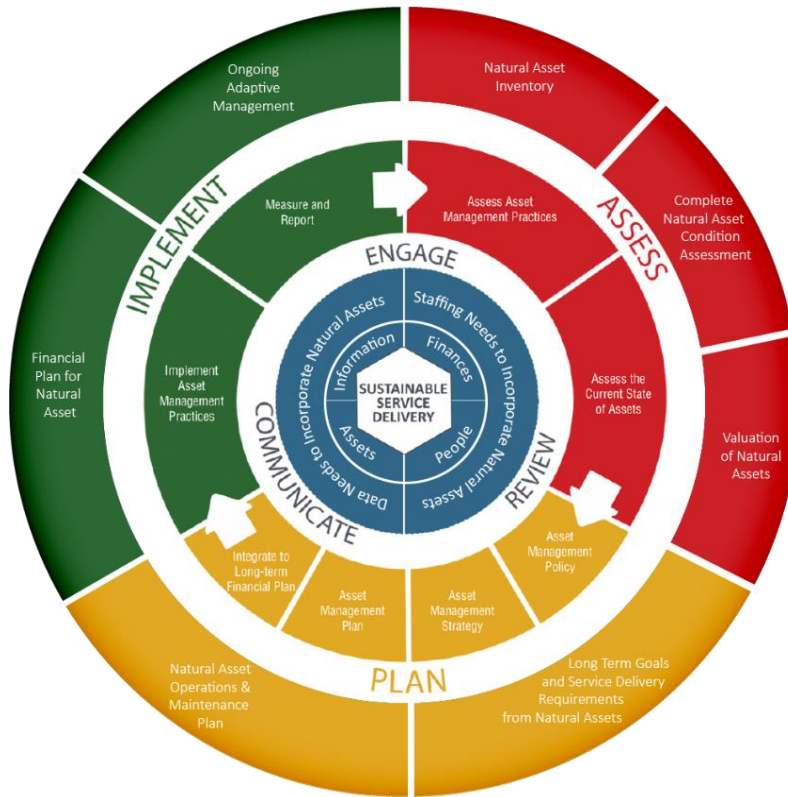 Ongoing
Adaptive
Management
Natural Asset
Inventory
Complete
Natural Asset
Condition
Assessment
Valuation
of Natural
Assets
Long Term Goals
and Service Delivery
Requirements
from Natural Assets
Natural Asset
Operations &
Maintenance
Plan
Financial
Plan for
Natural
Asset
IMPLEMENT
ASSESS
PLAN
Measure and
Report
Assess Asset
Management Practices
Assess the
Current State
of Assets
Asset
Management
Policy
Asset
Management
Strategy
Asset
Management
Plan
Integrate to
Long-term
Financial Plan
Implement
Asset
Management
Practices
ENGAGE
REVIEW
COMMUNICATE
Staffing Needs to Incorporate Natural Assets
Data Needs to Incorporate Natural Assets
Information
Finances
People
Assets
SUSTAINABLE
SERVICE
DELIVERY